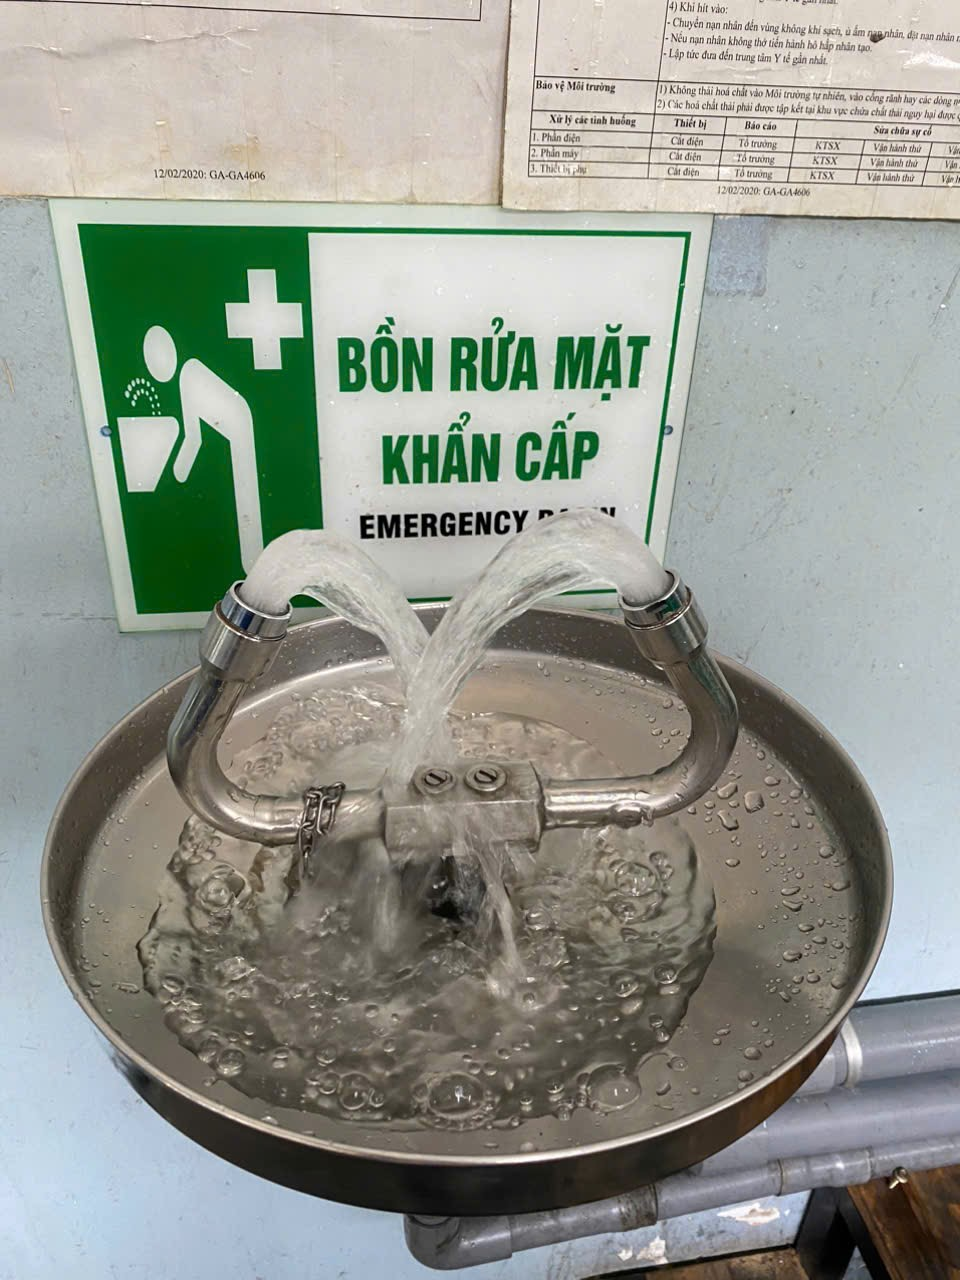 12/02/2020: GA-GA4606
4) Khi hít vào:
- Chuyển nạn nhân đến vùng không khí sạch, ủ ấm nạn nhân, đặt nạn nhân
- Nếu nạn nhân không thở tiến hành hô hấp nhân tạo.
- Lập tức đưa đến trung tâm Y tế gần nhất.
Bảo vệ Môi trường
1) Không thải hoá chất vào Môi trường tự nhiên, vào cống rãnh hay các dòng
2) Các hoá chất thải phải được tập kết tại khu vực chứa chất thải nguy hại được
Xử lý các tình huống Thiết bị Báo cáo Sửa chữa sự cố
1. Phần điện Cắt điện Tổ trưởng KTSX Vận hành thử
2. Phần máy Cắt điện Tổ trưởng KTSX Vận hành thử
3. Thiết bị phụ Cắt điện Tổ trưởng KTSX Vận hành thử
12/02/2020: GA-GA4606
BỒN RỬA MẶT
KHẨN CẤP
EMERGENCY